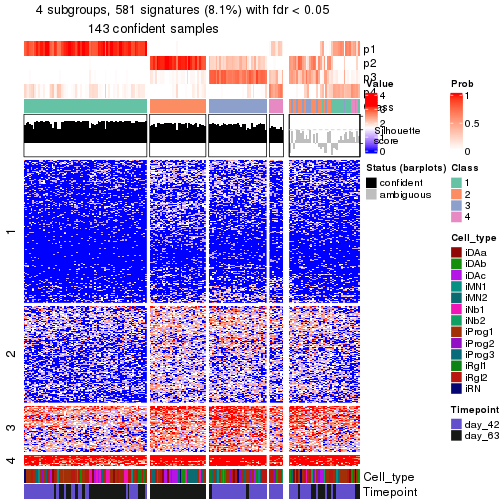 4 subgroups, 581 signatures (8.1%) with fdr < 0.05
143 confident samples
p1
p2
p3
p4
Class
Silhouette
score
1
2
3
4
Cell_type
Timepoint
Value
4
3
2
1
0
Prob
1
0.5
0
Status (barplots)
confident
ambiguous
Class
1
2
3
4
Cell_type
iDAa
iDAb
iDAc
iMN1
iMN2
iNb1
iNb2
iProg1
iProg2
iProg3
iRgl1
iRgl2
iRN
Timepoint
day_42
day_63